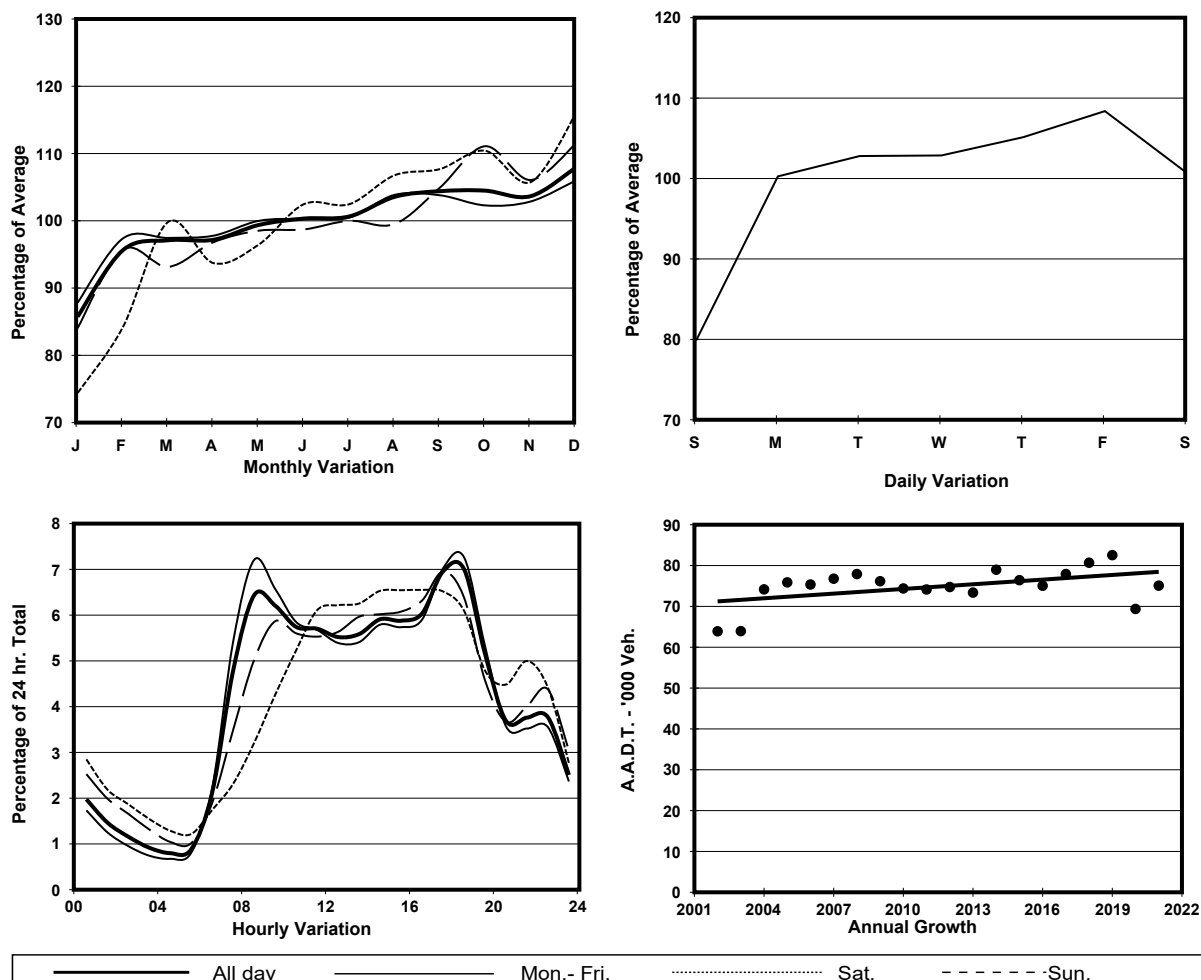 130
120
110
100
90
80
70
Percentage of Average
J F M A M J J A S O N D
Monthly Variation
120
110
100
90
80
70
Percentage of Average
S M T W T F S
Daily Variation
8
7
6
5
4
3
2
1
0
Percentage of 24 hr. Total
00 04 08 12 16 20 24
Hourly Variation
90
80
70
60
50
40
30
20
10
0
A.A.D.T. - '000 Veh.
2001 2004 2007 2010 2013 2016 2019 2022
Annual Growth
All day Mon.- Fri. Sat. Sun.